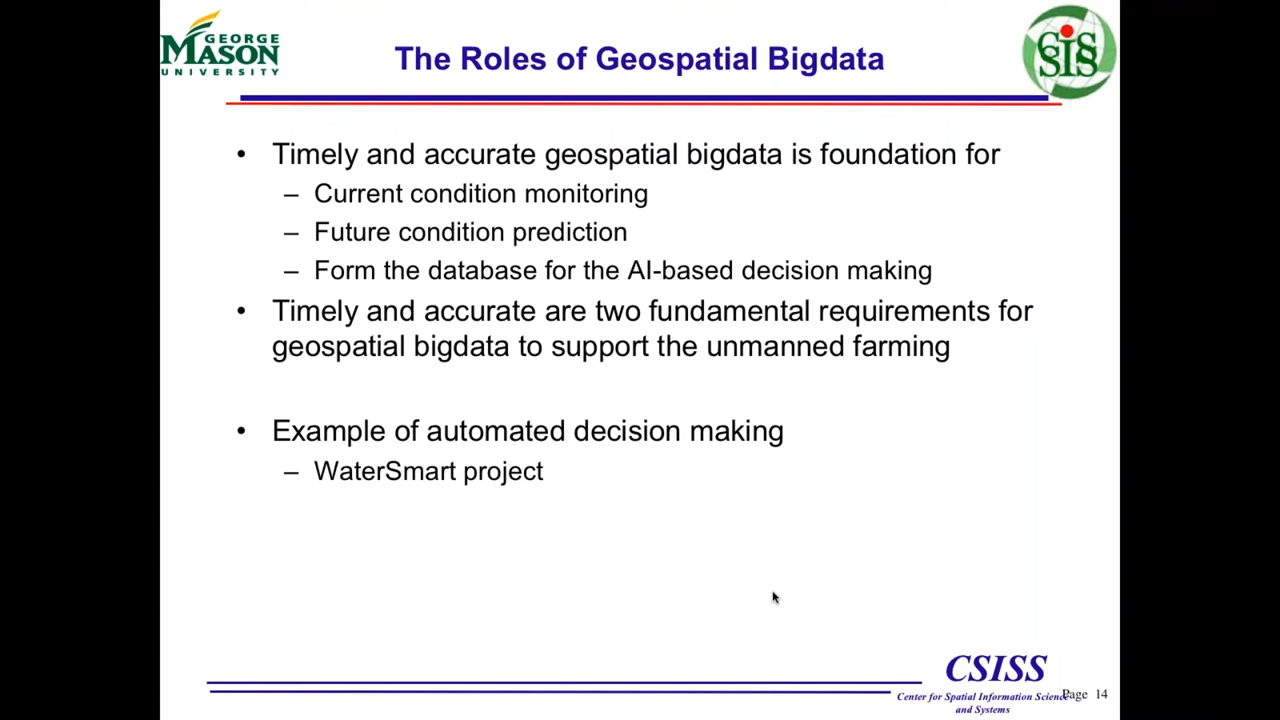 GEORGE
MASON
UNIVERSITY
The Roles of Geospatial Bigdata
SIS
• Timely and accurate geospatial bigdata is foundation for
– Current condition monitoring
– Future condition prediction
– Form the database for the AI-based decision making
• Timely and accurate are two fundamental requirements for
geospatial bigdata to support the unmanned farming
• Example of automated decision making
– WaterSmart project
CSISS
Center for Spatial Information Science
and Systems
Page 14